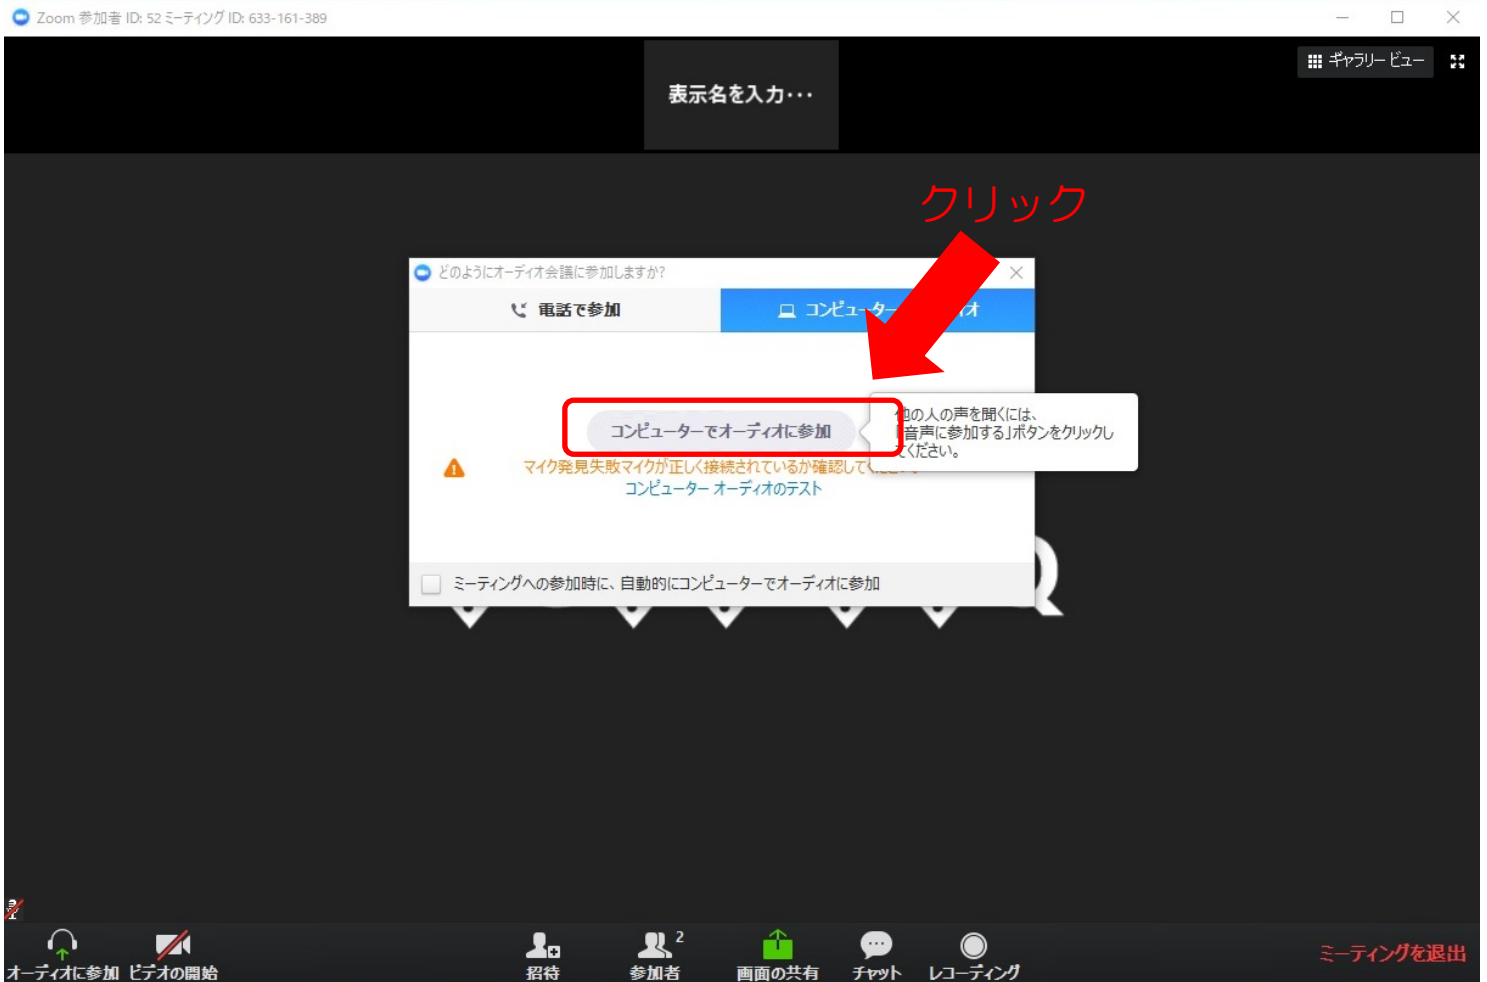 Zoom 参加者 ID: 52 ミーティング ID: 633-161-389
ギャラリー ビュー
表示名を入力・・・
クリック
どのようにオーディオ会議に参加しますか?
電話で参加
コンピューター オ
コンピューターでオーディオに参加
他の人の声を聞くには、
「音声に参加する」ボタンをクリックし
てください。
マイク発見失敗マイクが正しく接続されているか確認して
コンピューター オーディオのテスト
ミーティングへの参加時に、自動的にコンピューターでオーディオに参加
オーディオに参加
ビデオの開始
招待
参加者
2
画面の共有
チャット
レコーディング
ミーティングを退出